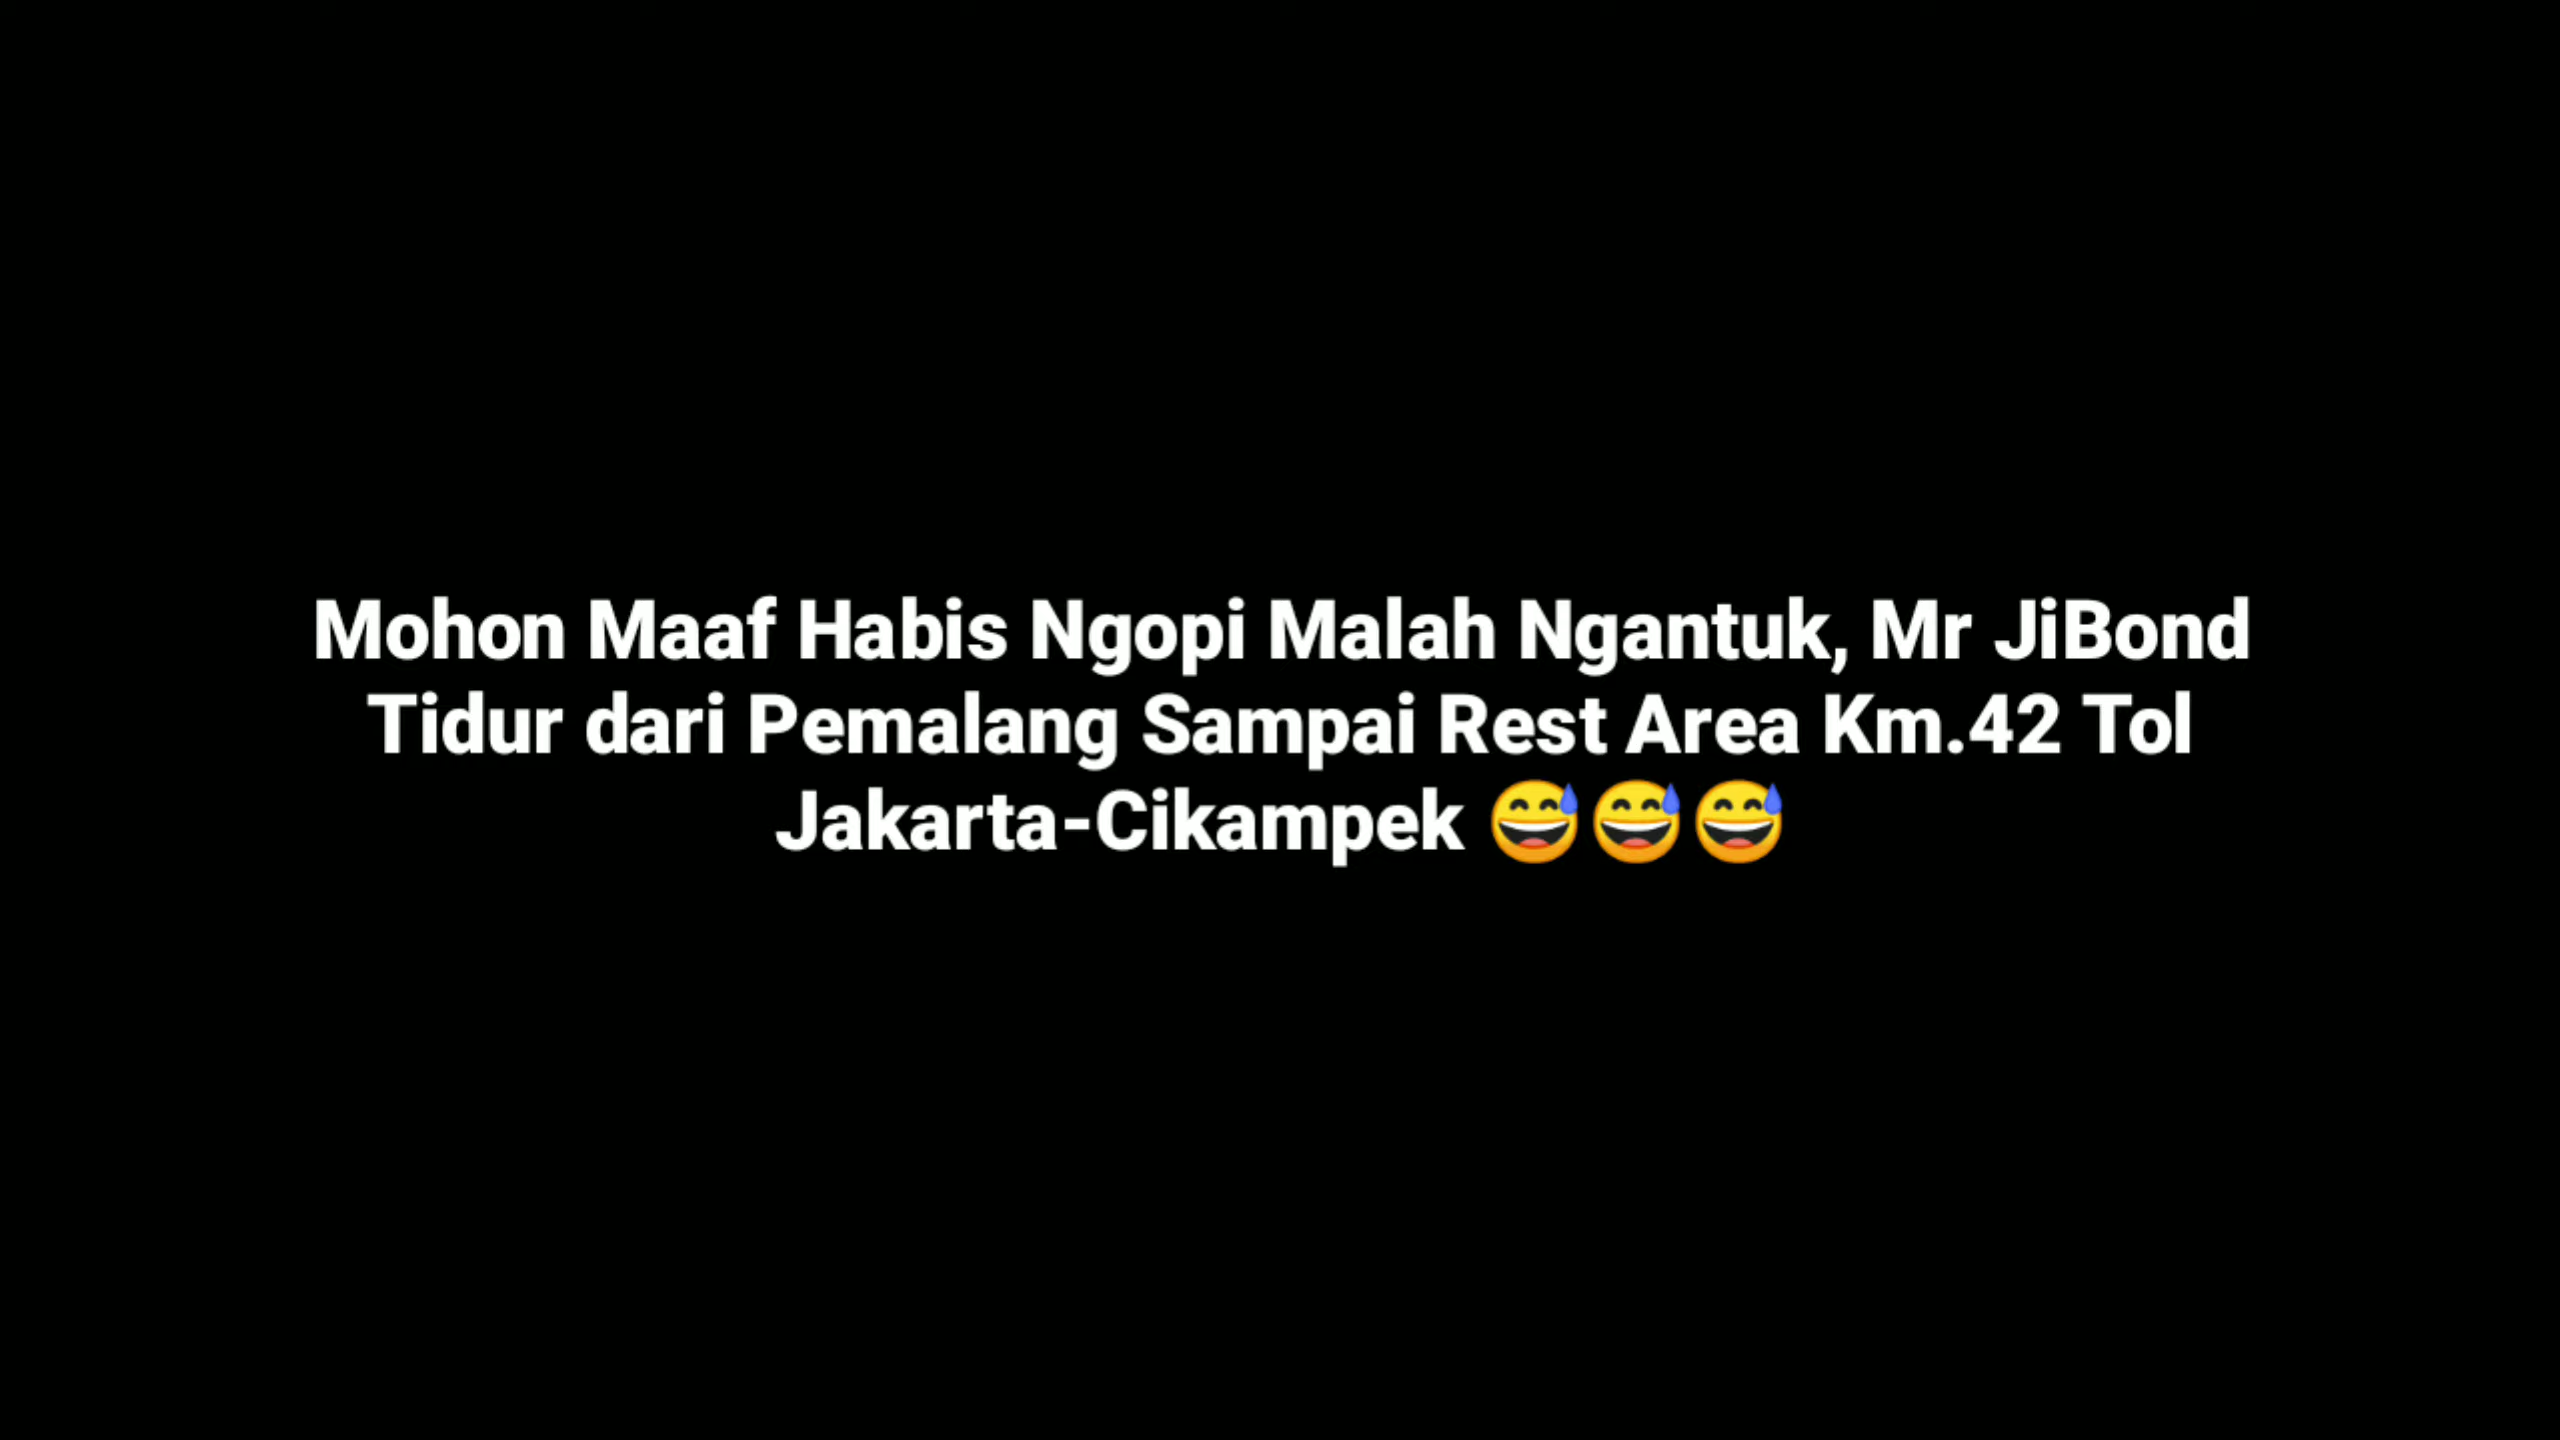 Mohon Maaf Habis Ngopi Malah Ngantuk, Mr JiBond
Tidur dari Pemalang Sampai Rest Area Km.42 Tol
Jakarta-Cikampek 😅😅😅